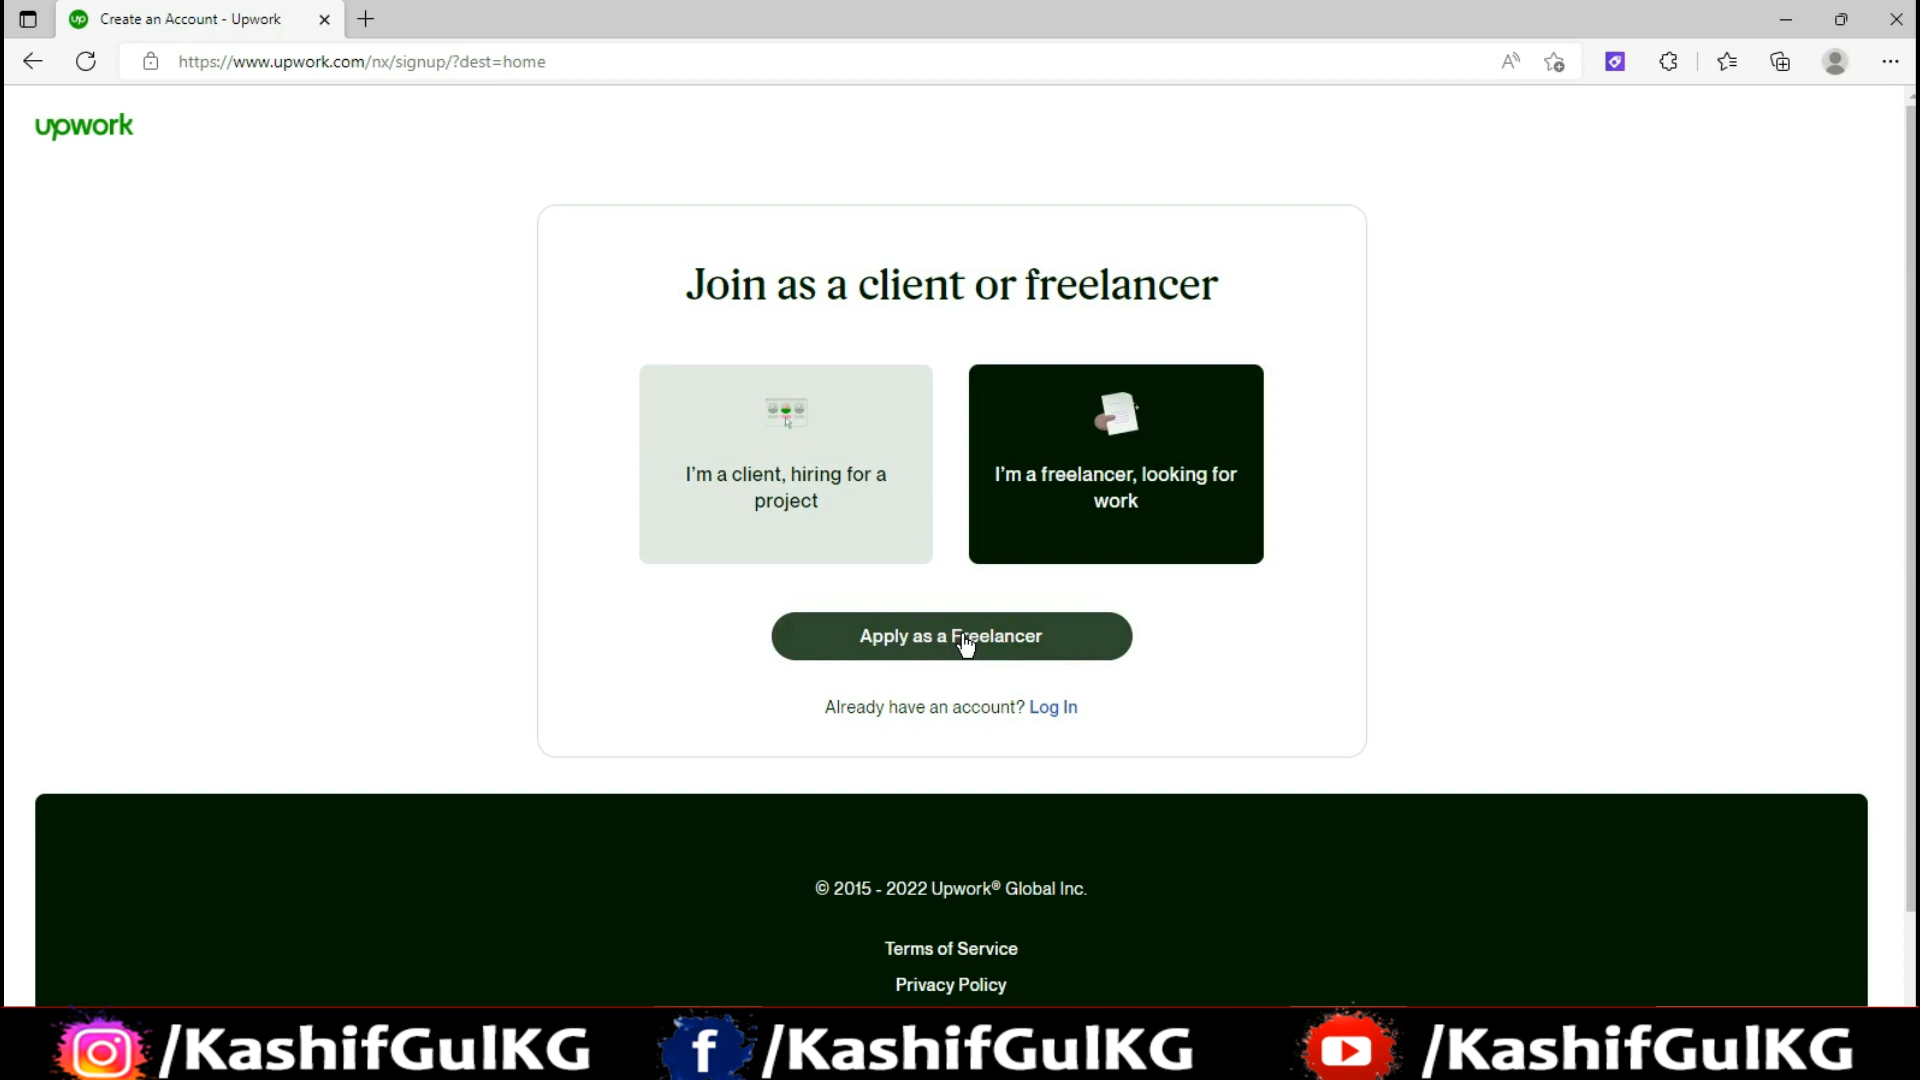 up Create an Account - Upwork
https://www.upwork.com/nx/signup/?dest=home
upwork
Join as a client or freelancer
I'm a client, hiring for a
project
I'm a freelancer, looking for
work
Apply as a Freelancer
Already have an account? Log In
© 2015 - 2022 Upwork® Global Inc.
Terms of Service
Privacy Policy
/KashifGulKG f /KashifGulKG /KashifGulKG